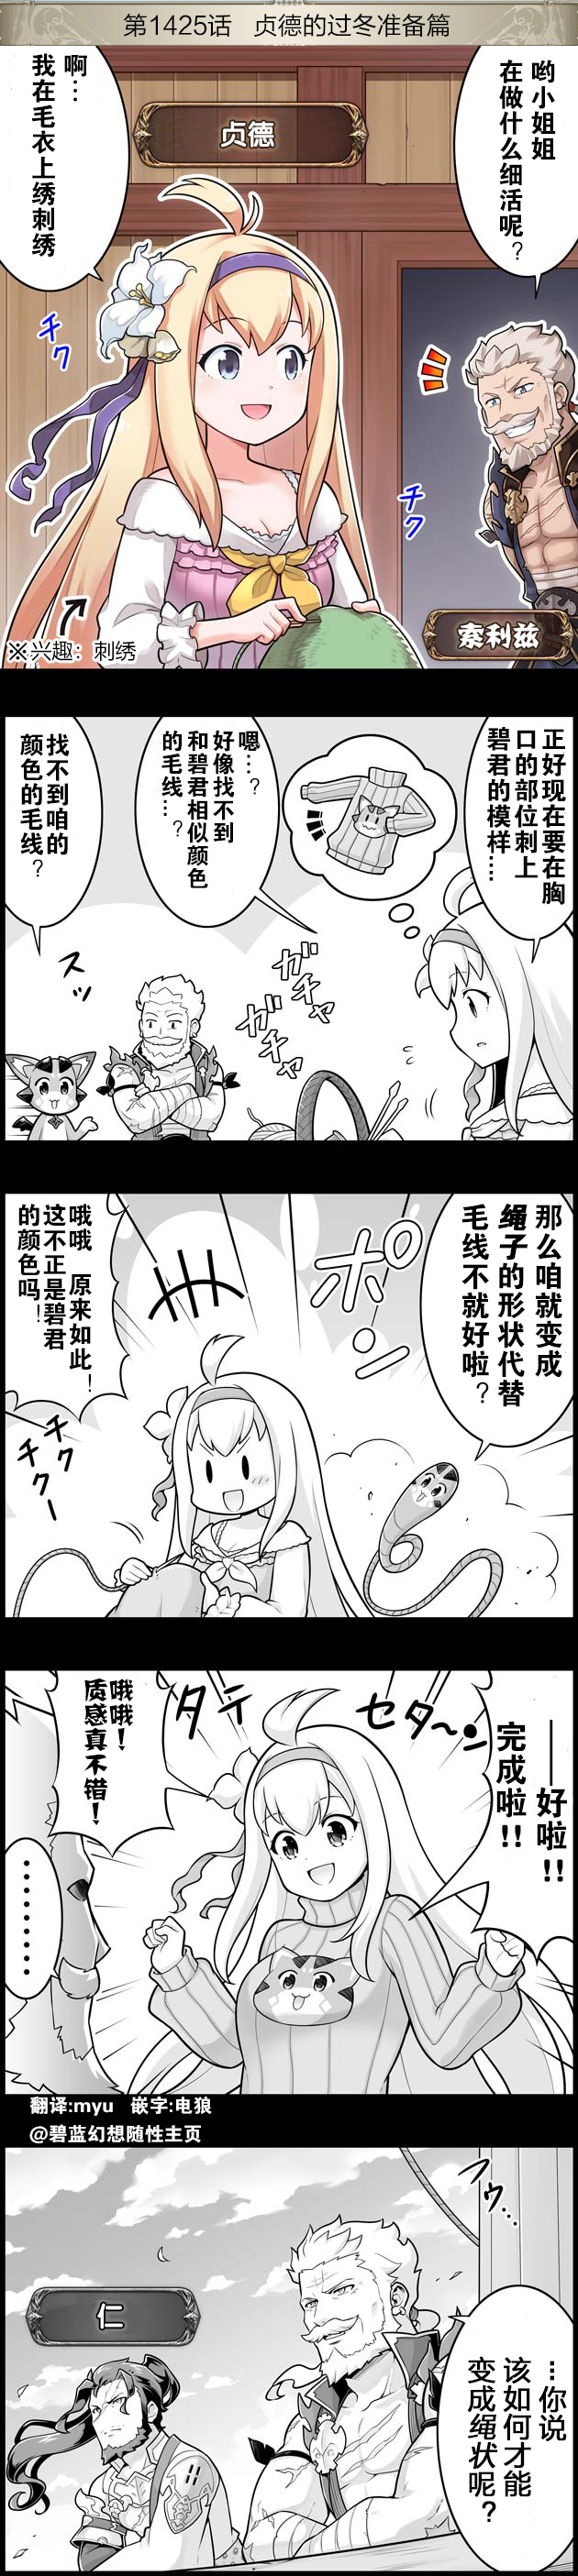 第1425话　贞德的过冬准备篇
哟小姐姐
在做什么细活呢？
贞德
啊…
我在毛衣上绣刺绣
チク
チク
※兴趣：刺绣
索利兹
正好现在要在胸
口的部位刺上
碧君的模样…
嗯…？
好像找不到
和碧君相似颜色
的毛线…？
找不到咱的
颜色的毛线？
ガチャ
ガチャ
スッ
那么咱就变成
绳子的形状代替
毛线不就好啦？
ポン
哦哦 原来如此！
这不正是碧君
的颜色吗！
チク
チクー
——好啦!!
完成啦!!
セタ～ン
タテ
哦哦！
质感真不错！
………
翻译:myu　嵌字:电狼
@碧蓝幻想随性主页
フゥ…
…你说
该如何才能
变成绳状呢？
仁